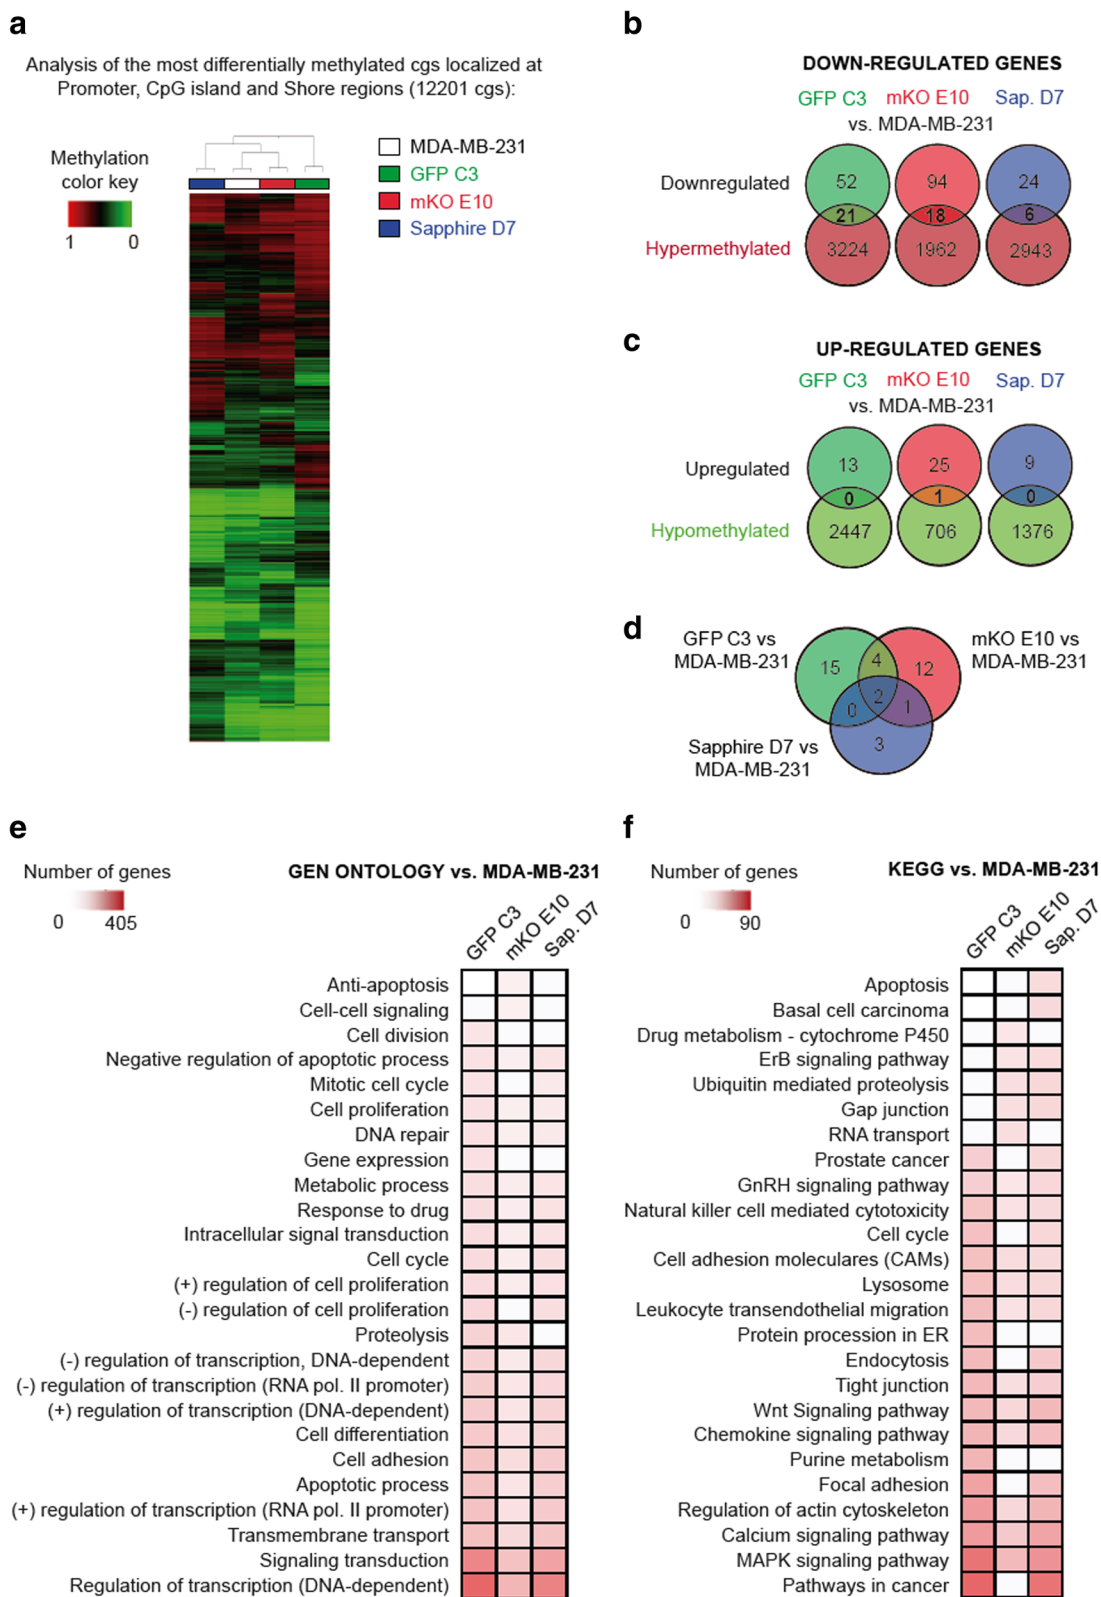 a
Analysis of the most differentially methylated cgs localized at
Promoter, CpG island and Shore regions (12201 cgs):
Methylation
color key
1 0
MDA-MB-231
GFP C3
mKO E10
Sapphire D7
b
DOWN-REGULATED GENES
GFP C3 mKO E10 Sap. D7
vs. MDA-MB-231
Downregulated 52 94 24
21 18 6
Hypermethylated 3224 1962 2943
c
UP-REGULATED GENES
GFP C3 mKO E10 Sap. D7
vs. MDA-MB-231
Upregulated 13 25 9
0 1 0
Hypomethylated 2447 706 1376
d
GFP C3 vs
MDA-MB-231
mKO E10 vs
MDA-MB-231
15 4 12
2
0 1
3
Sapphire D7 vs
MDA-MB-231
e
Number of genes
0 405
GEN ONTOLOGY vs. MDA-MB-231
GFP C3 mKO E10 Sap. D7
Anti-apoptosis
Cell-cell signaling
Cell division
Negative regulation of apoptotic process
Mitotic cell cycle
Cell proliferation
DNA repair
Gene expression
Metabolic process
Response to drug
Intracellular signal transduction
Cell cycle
(+) regulation of cell proliferation
(-) regulation of cell proliferation
Proteolysis
(-) regulation of transcription, DNA-dependent
(-) regulation of transcription (RNA pol. II promoter)
(+) regulation of transcription (DNA-dependent)
Cell differentiation
Cell adhesion
Apoptotic process
(+) regulation of transcription (RNA pol. II promoter)
Transmembrane transport
Signaling transduction
Regulation of transcription (DNA-dependent)
f
Number of genes
0 90
KEGG vs. MDA-MB-231
GFP C3 mKO E10 Sap. D7
Apoptosis
Basal cell carcinoma
Drug metabolism - cytochrome P450
ErB signaling pathway
Ubiquitin mediated proteolysis
Gap junction
RNA transport
Prostate cancer
GnRH signaling pathway
Natural killer cell mediated cytotoxicity
Cell cycle
Cell adhesion moleculares (CAMs)
Lysosome
Leukocyte transendothelial migration
Protein procession in ER
Endocytosis
Tight junction
Wnt Signaling pathway
Chemokine signaling pathway
Purine metabolism
Focal adhesion
Regulation of actin cytoskeleton
Calcium signaling pathway
MAPK signaling pathway
Pathways in cancer